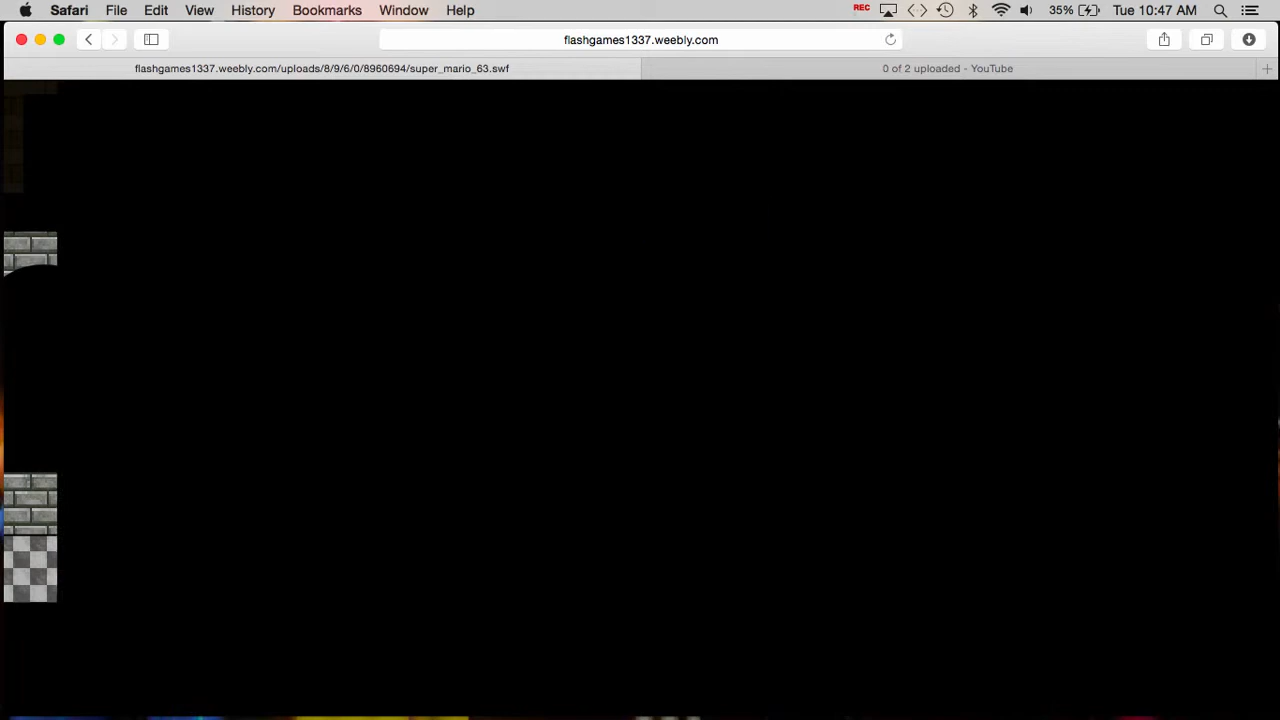 Safari File Edit View History Bookmarks Window Help REC 35% Tue 10:47 AM
flashgames1337.weebly.com
flashgames1337.weebly.com/uploads/8/9/6/0/8960694/super_mario_63.swf 0 of 2 uploaded - YouTube